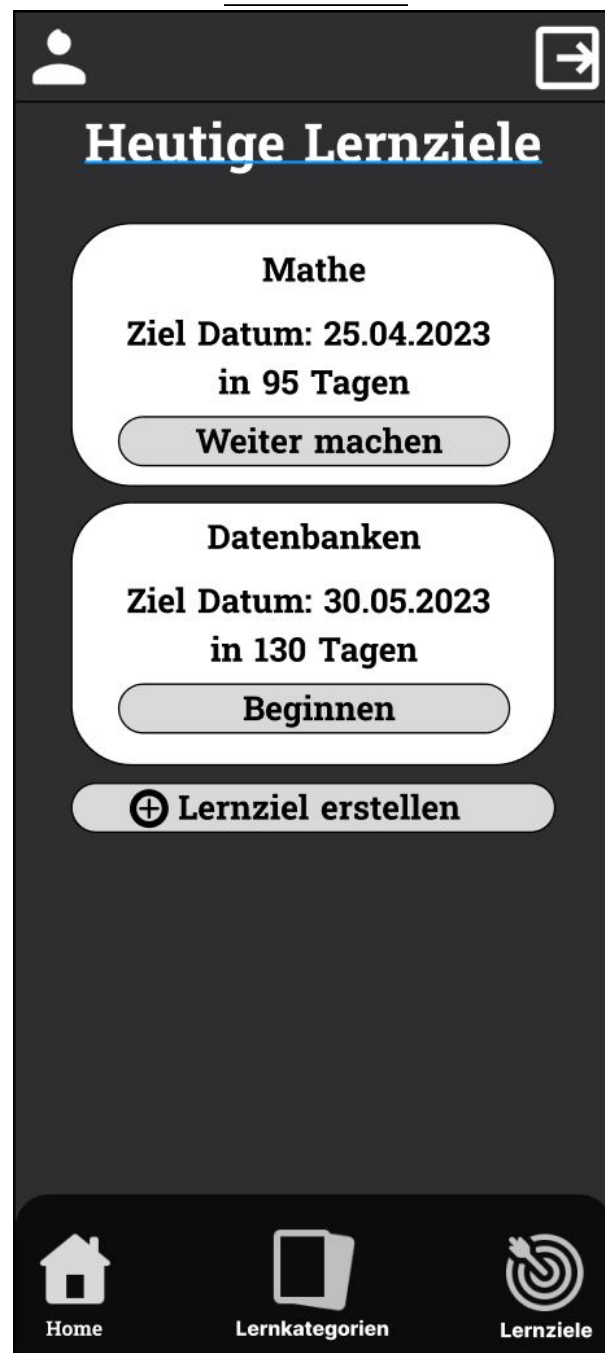 Heutige Lernziele
Mathe
Ziel Datum: 25.04.2023
in 95 Tagen
Weiter machen
Datenbanken
Ziel Datum: 30.05.2023
in 130 Tagen
Beginnen
Lernziel erstellen
Home
Lernkategorien
Lernziele